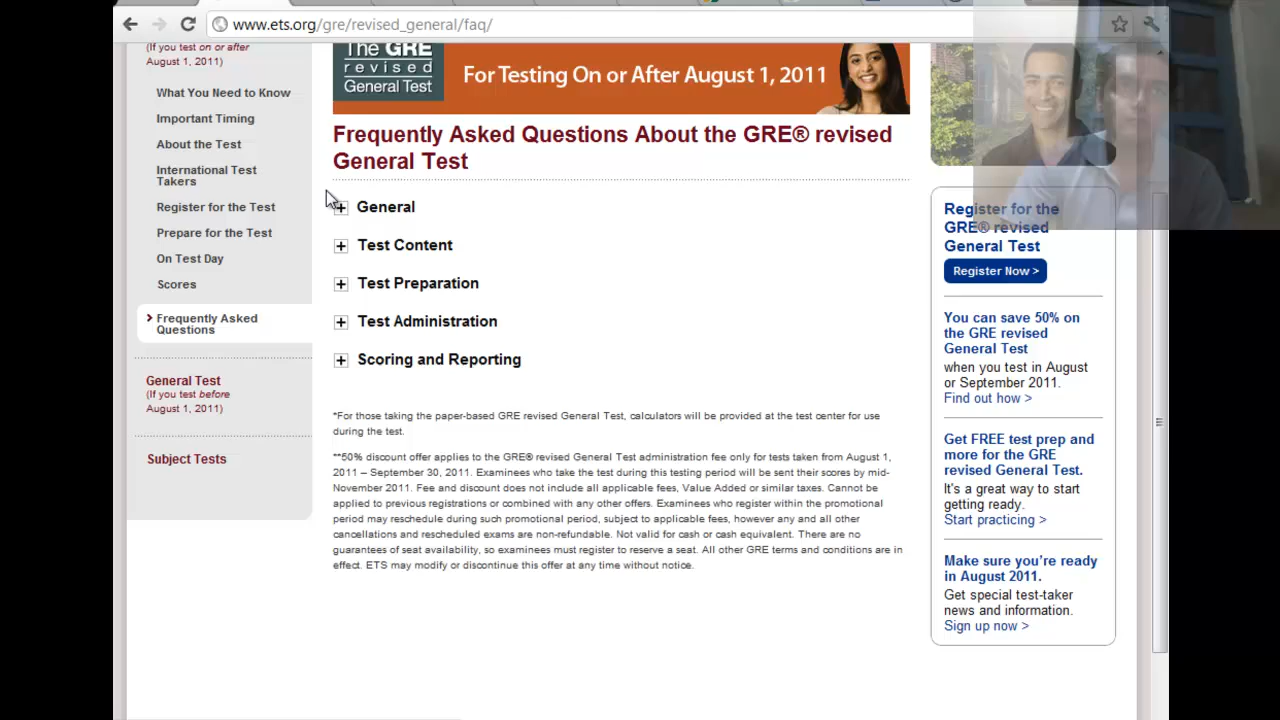 www.ets.org/gre/revised_general/faq/
(If you test on or after
August 1, 2011)
What You Need to Know
Important Timing
About the Test
International Test
Takers
Register for the Test
Prepare for the Test
On Test Day
Scores
Frequently Asked
Questions
General Test
(If you test before
August 1, 2011)
Subject Tests
The GRE
revised
General Test
For Testing On or After August 1, 2011
Frequently Asked Questions About the GRE® revised
General Test
General
Test Content
Test Preparation
Test Administration
Scoring and Reporting
*For those taking the paper-based GRE revised General Test, calculators will be provided at the test center for use
during the test.
**50% discount offer applies to the GRE® revised General Test administration fee only for tests taken from August 1,
2011 – September 30, 2011. Examinees who take the test during this testing period will be sent their scores by mid-
November 2011. Fee and discount does not include all applicable fees, Value Added or similar taxes. Cannot be
applied to previous registrations or combined with any other offers. Examinees who register within the promotional
period may reschedule during such promotional period, subject to applicable fees, however any and all other
cancellations and rescheduled exams are non-refundable. Not valid for cash or cash equivalent. There are no
guarantees of seat availability, so examinees must register to reserve a seat. All other GRE terms and conditions are in
effect. ETS may modify or discontinue this offer at any time without notice.
Register for the
GRE® revised
General Test
Register Now >
You can save 50% on
the GRE revised
General Test
when you test in August
or September 2011.
Find out how >
Get FREE test prep and
more for the GRE
revised General Test.
It's a great way to start
getting ready.
Start practicing >
Make sure you're ready
in August 2011.
Get special test-taker
news and information.
Sign up now >